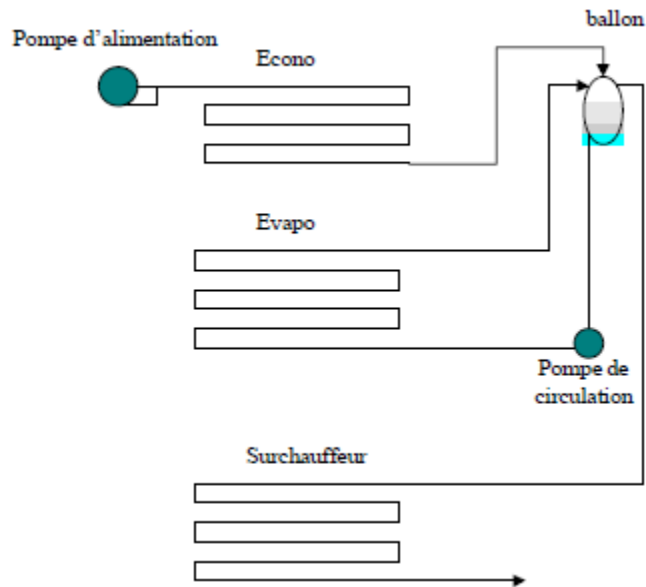 ballon
Pompe d'alimentation
Econo
Evapo
Pompe de
circulation
Surchauffeur